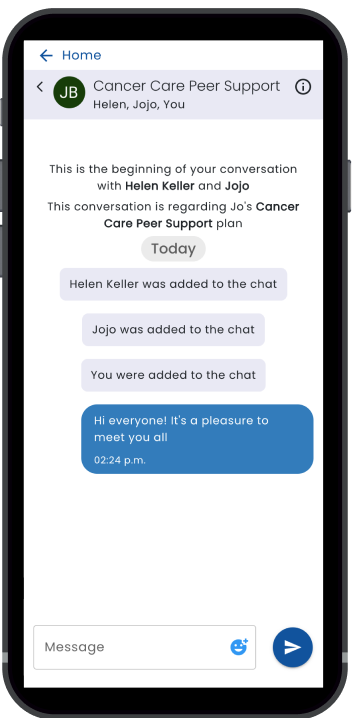 Home
JB
Cancer Care Peer Support
Helen, Jojo, You
This is the beginning of your conversation
with Helen Keller and Jojo
This conversation is regarding Jo's Cancer
Care Peer Support plan
Today
Helen Keller was added to the chat
Jojo was added to the chat
You were added to the chat
Hi everyone! It's a pleasure to
meet you all
02:24 p.m.
Message